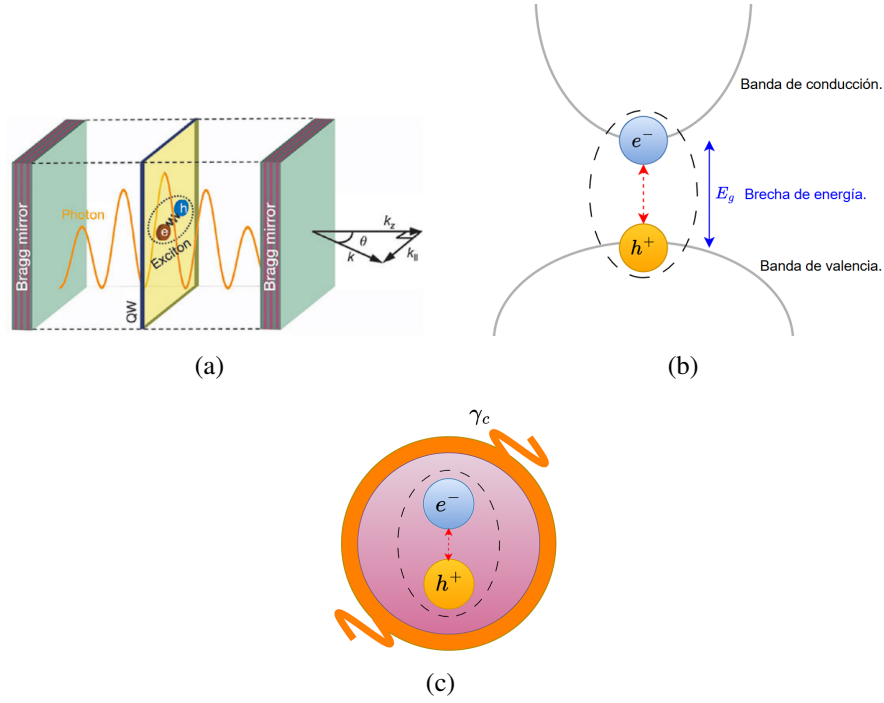 Bragg mirror
Photon
h
e
Exciton
QW
Bragg mirror
k_z
θ
k
k_∥
(a)
Banda de conducción.
e⁻
E_g Brecha de energía.
h⁺
Banda de valencia.
(b)
γ_c
e⁻
h⁺
(c)